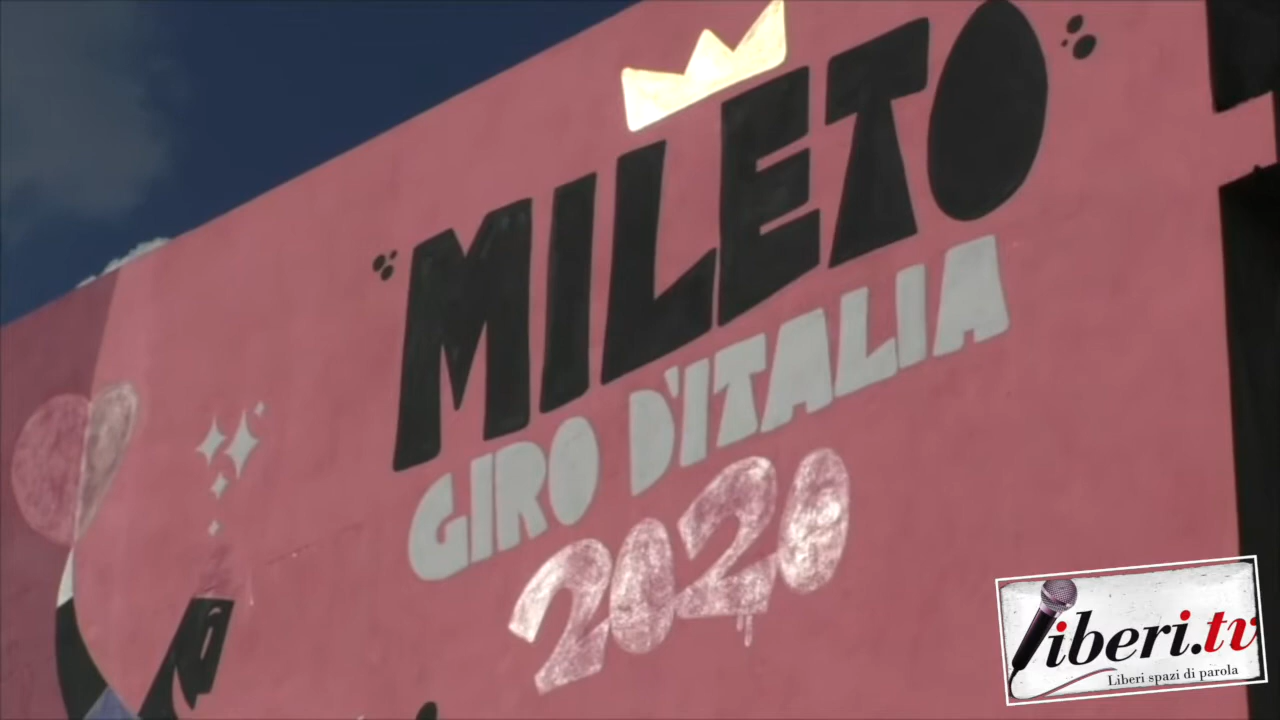 MILETO
GIRO D'ITALIA
2020
liberi.tv
Liberi spazi di parola